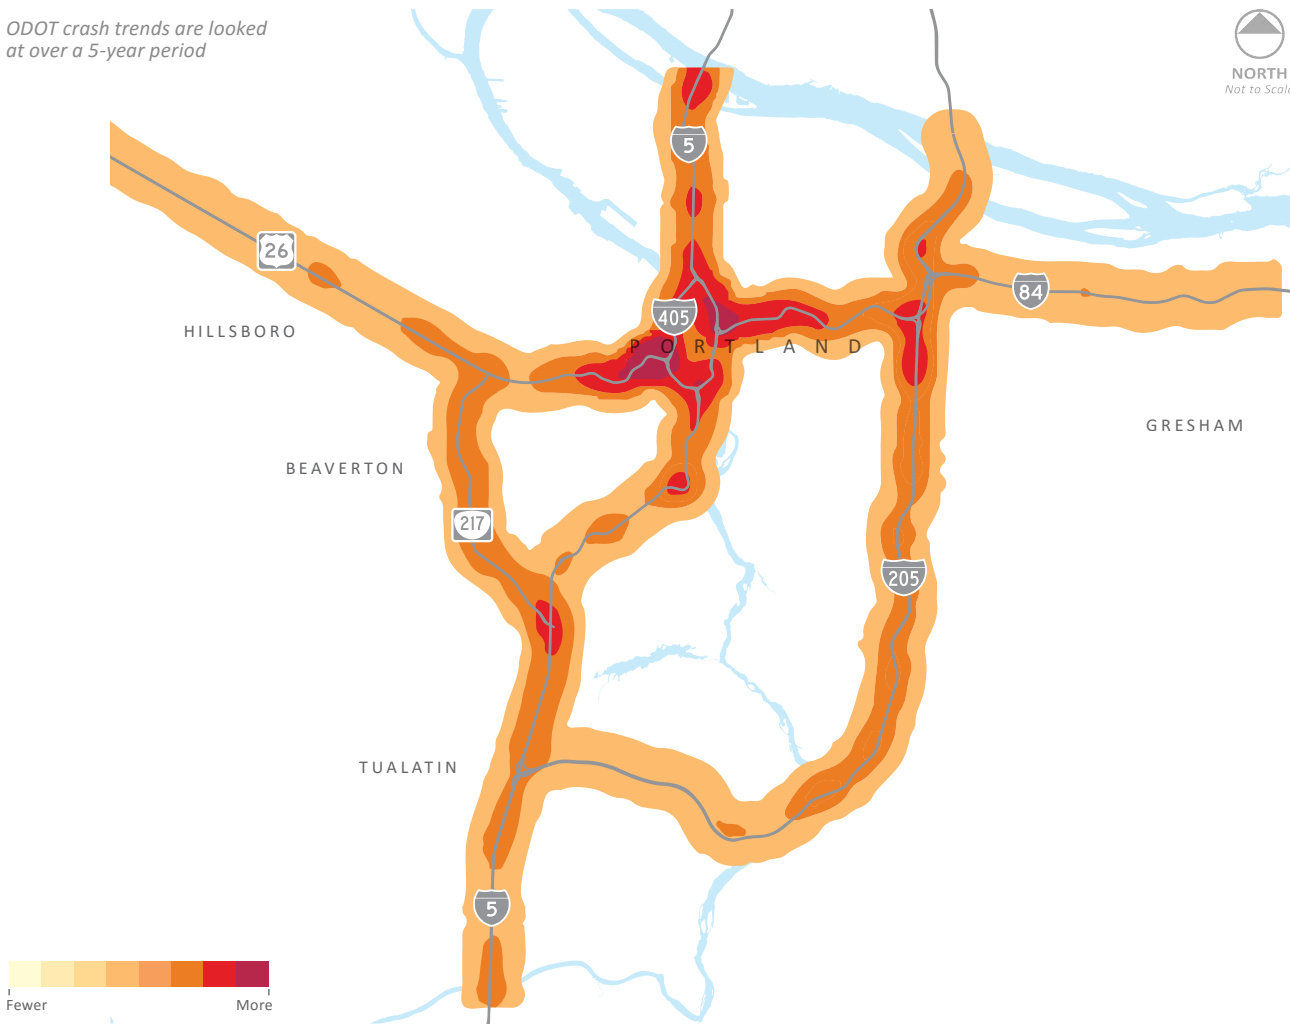 ODOT crash trends are looked
at over a 5-year period
NORTH
Not to Scale
5
26
84
405
HILLSBORO
PORTLAND
GRESHAM
BEAVERTON
217
205
TUALATIN
5
Fewer
More